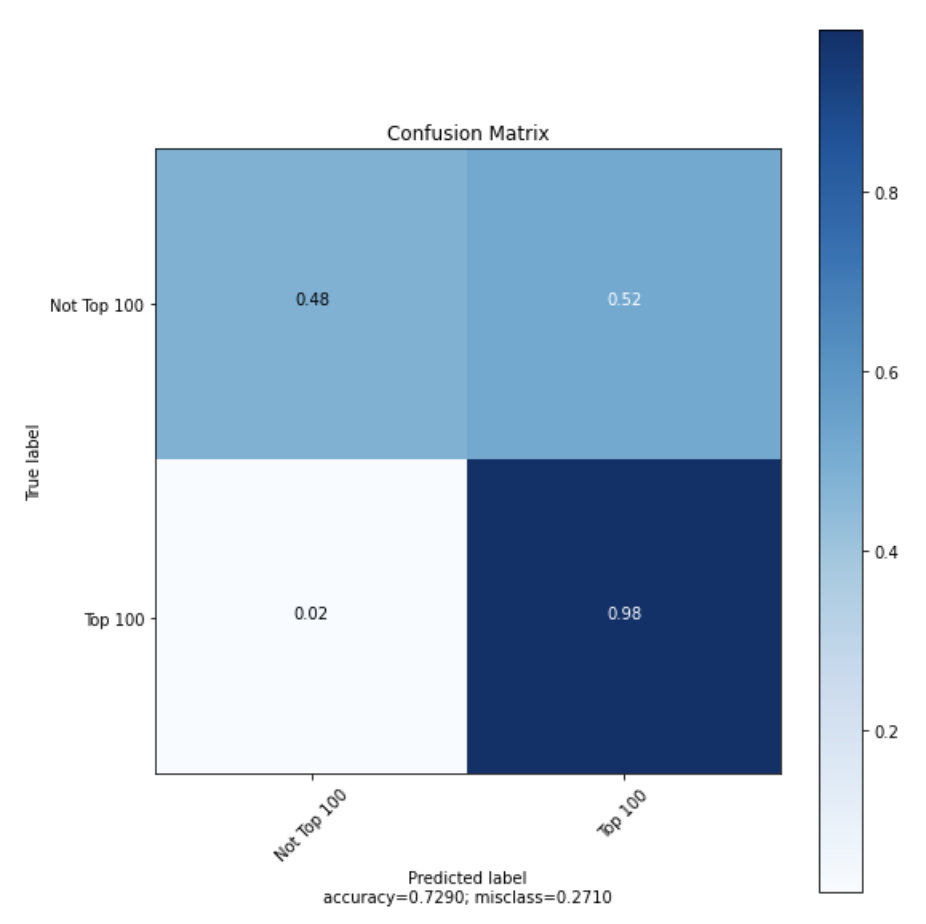 Confusion Matrix
0.8
Not Top 100
0.48
0.52
0.6
True label
0.4
Top 100
0.02
0.98
0.2
Not Top 100
Top 100
Predicted label
accuracy=0.7290; misclass=0.2710